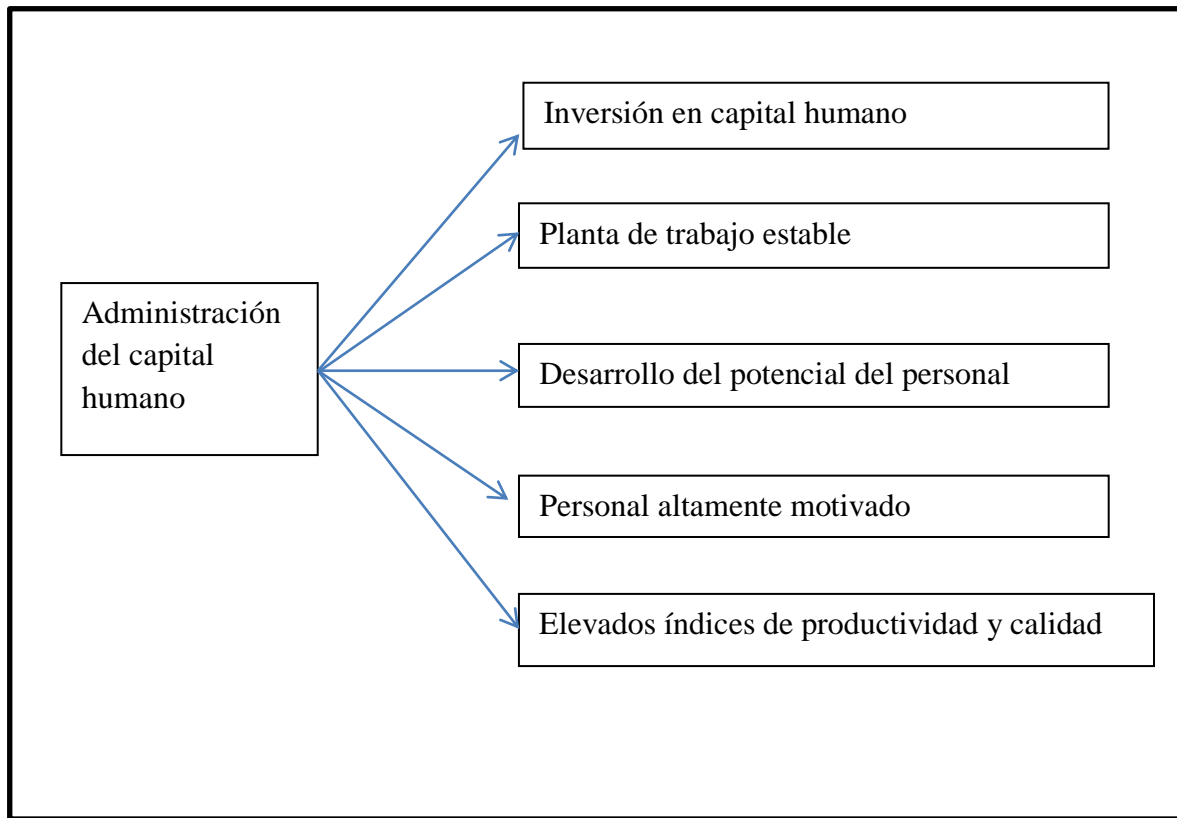 Inversión en capital humano
Planta de trabajo estable
Administración
del capital
humano
Desarrollo del potencial del personal
Personal altamente motivado
Elevados índices de productividad y calidad